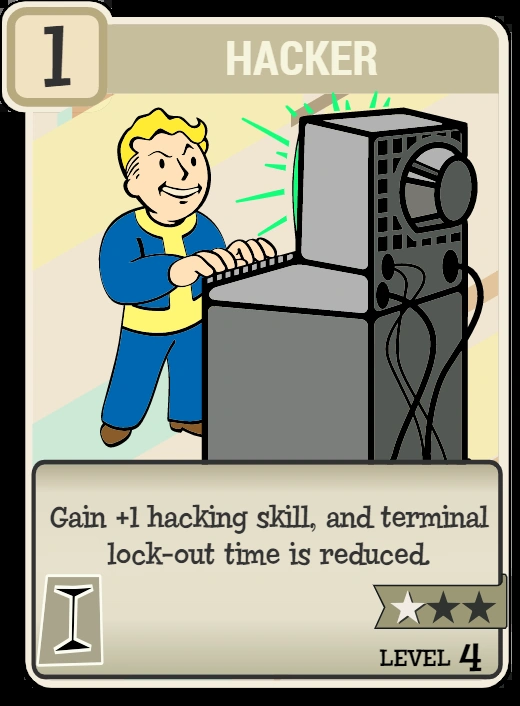 1
HACKER
Gain +1 hacking skill, and terminal
lock-out time is reduced.
I
LEVEL 4